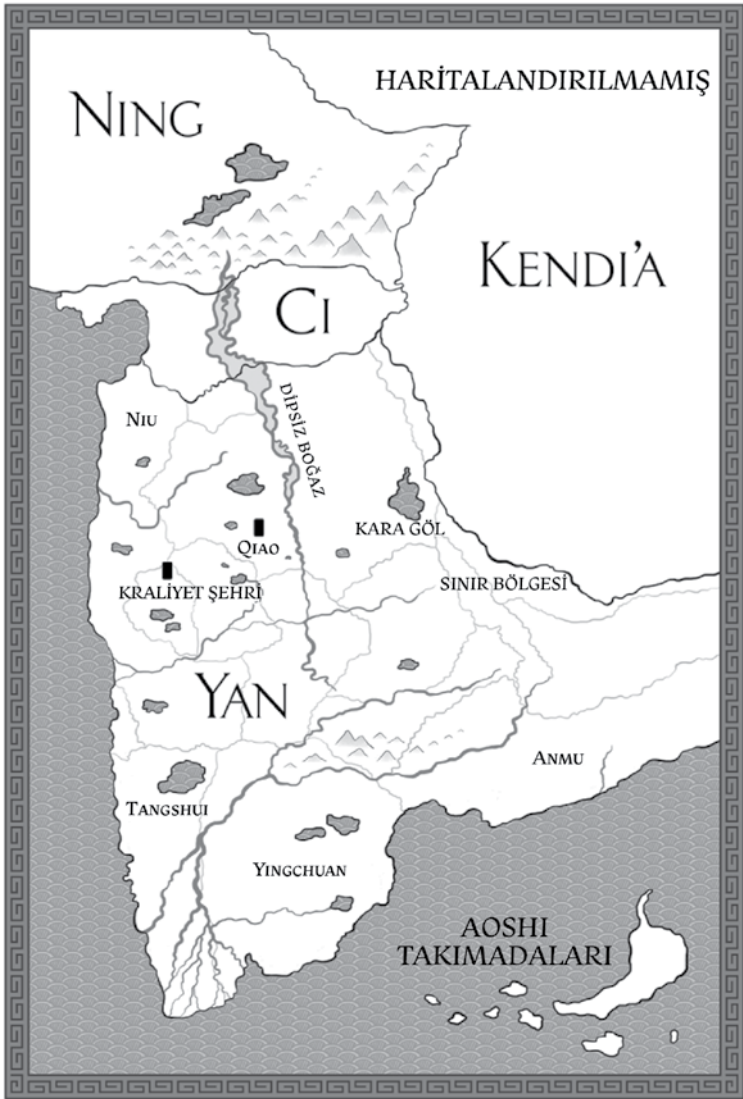 HARİTALANDIRILMAMIŞ
NING
KENDI'A
CI
DİPSİZ BOĞAZ
NIU
KARA GÖL
QIAO
SINIR BÖLGESİ
KRALİYET ŞEHRİ
YAN
ANMU
TANGSHUI
YINGCHUAN
AOSHI
TAKIMADALARI